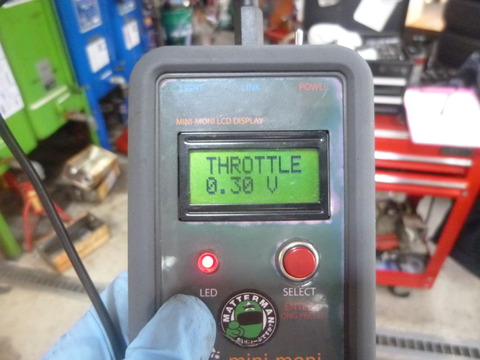 LIGHT LINK POWER
MINI-MONI LCD DISPLAY
THROTTLE
0.30 V
LED SELECT
MATTERMAN
mini-moni